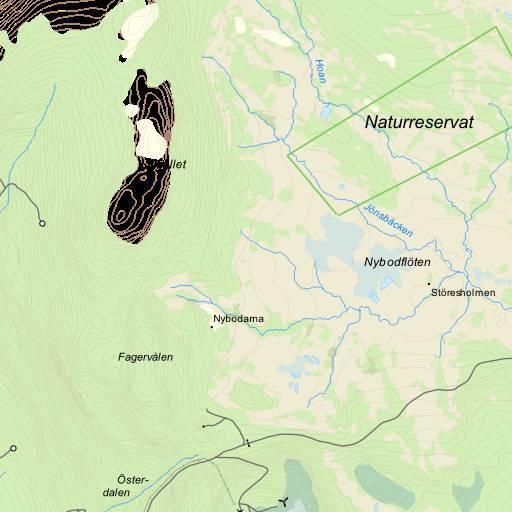 Hoan
Naturreservat
Jönsbäcken
Nybodflöten
Störesholmen
Nybodarna
Fagervålen
Öster-
dalen